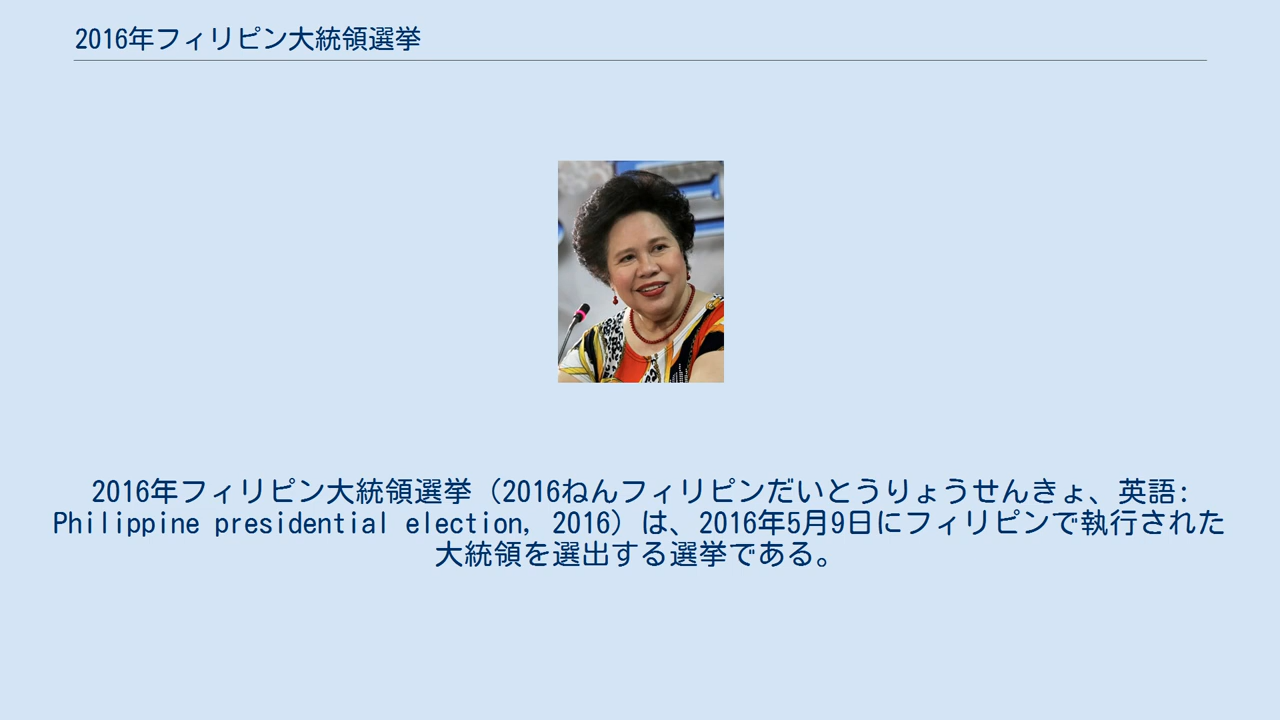 2016年フィリピン大統領選挙
2016年フィリピン大統領選挙（2016ねんフィリピンだいとうりょうせんきょ、英語:
Philippine presidential election, 2016）は、2016年5月9日にフィリピンで執行された
大統領を選出する選挙である。